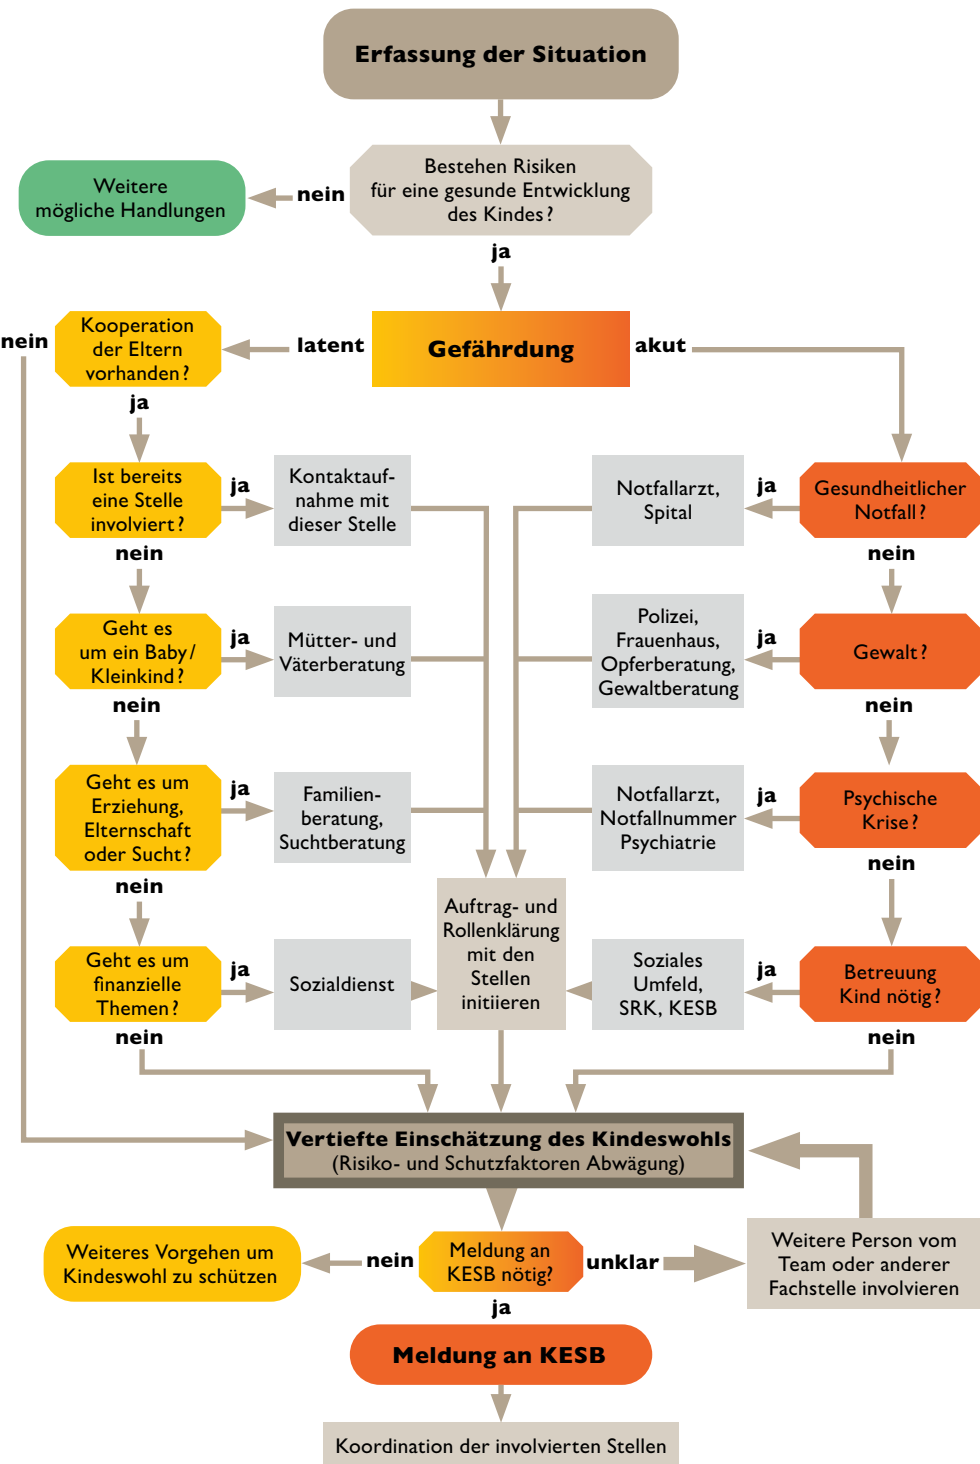 Erfassung der Situation
Bestehen Risiken
für eine gesunde Entwicklung
des Kindes?
nein
Weitere
mögliche Handlungen
ja
Gefährdung
latent
akut
Kooperation
der Eltern
vorhanden?
nein
ja
Ist bereits
eine Stelle
involviert?
ja
Kontaktauf-
nahme mit
dieser Stelle
nein
Geht es
um ein Baby/
Kleinkind?
ja
Mütter- und
Väterberatung
nein
Geht es um
Erziehung,
Elternschaft
oder Sucht?
ja
Familien-
beratung,
Suchtberatung
nein
Geht es um
finanzielle
Themen?
ja
Sozialdienst
nein
Gesundheitlicher
Notfall?
ja
Notfallarzt,
Spital
nein
Gewalt?
ja
Polizei,
Frauenhaus,
Opferberatung,
Gewaltberatung
nein
Psychische
Krise?
ja
Notfallarzt,
Notfallnummer
Psychiatrie
nein
Betreuung
Kind nötig?
ja
Soziales
Umfeld,
SRK, KESB
nein
Auftrag- und
Rollenklärung
mit den
Stellen
initiieren
Vertiefte Einschätzung des Kindeswohls
(Risiko- und Schutzfaktoren Abwägung)
Meldung an
KESB nötig?
nein
Weiteres Vorgehen um
Kindeswohl zu schützen
unklar
Weitere Person vom
Team oder anderer
Fachstelle involvieren
ja
Meldung an KESB
Koordination der involvierten Stellen